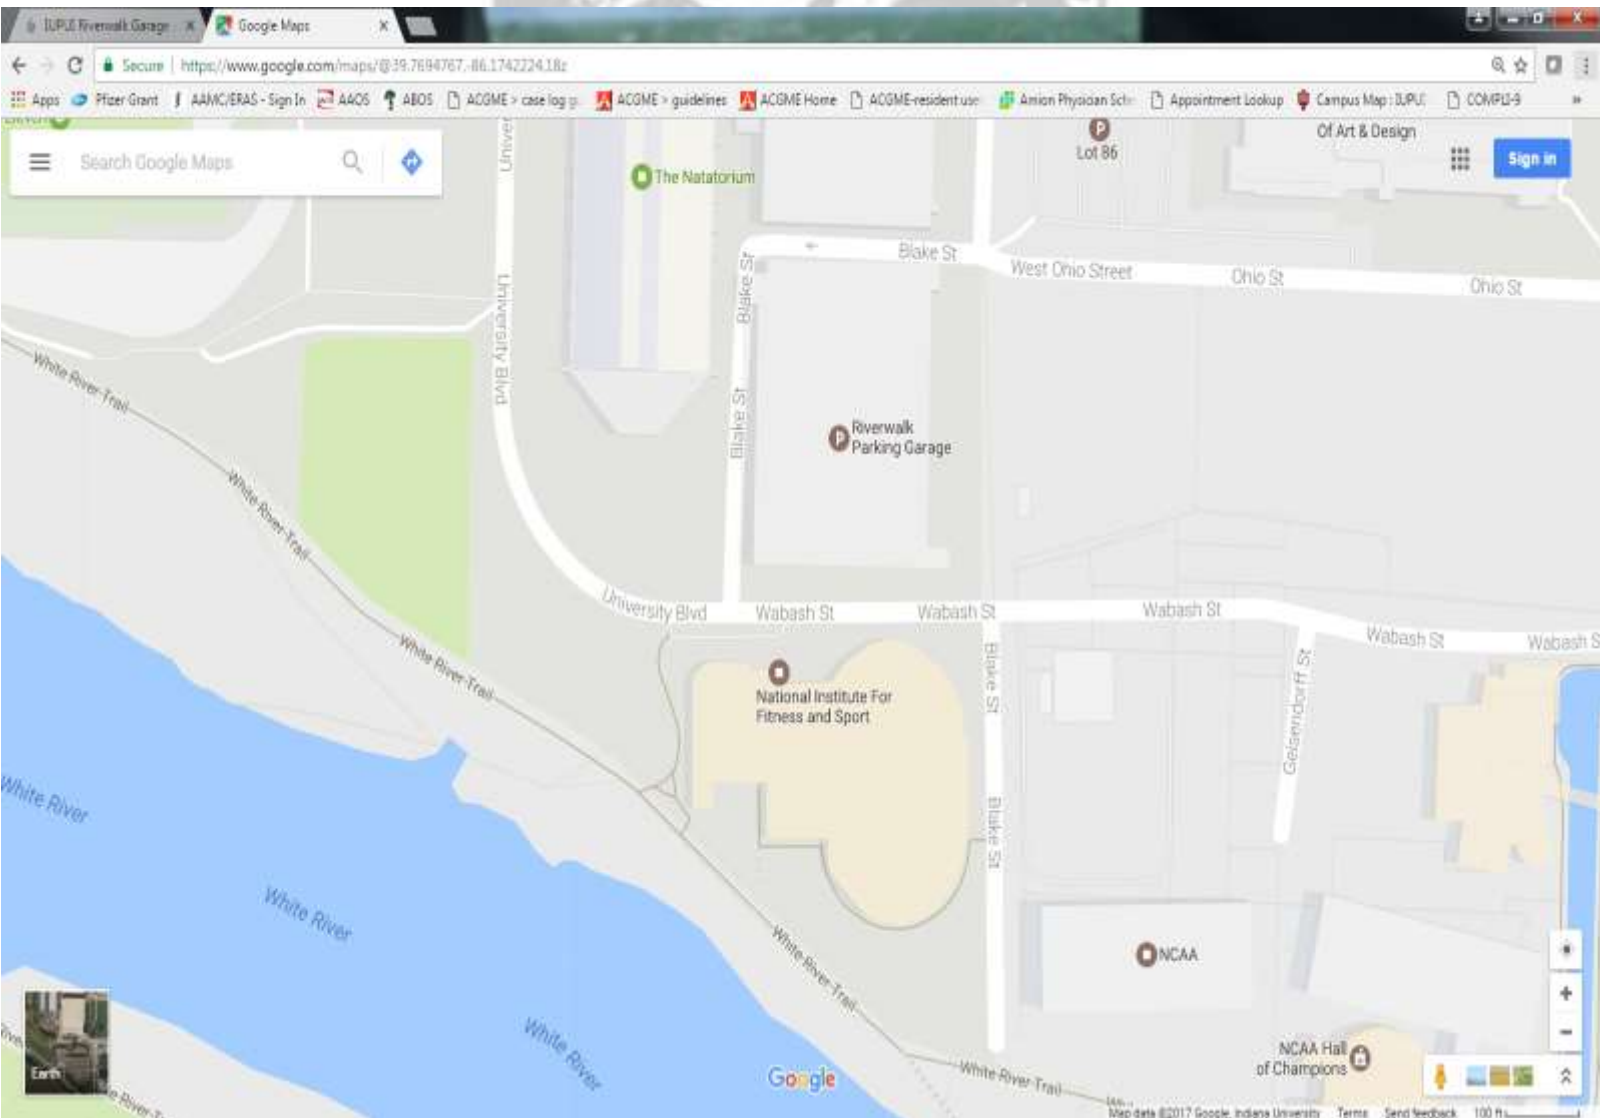 IUPUI Riverwalk Garage
Google Maps
Secure https://www.google.com/maps/@39.7694767,-86.1742224,18z
Apps Pfizer Grant AAMC/ERAS - Sign In AAOS ABOS ACGME > case log ACGME > guidelines ACGME Home ACGME-resident use Amion Physician Sch Appointment Lookup Campus Map : IUPUI COMPLI-9
Search Google Maps
Sign in
The Natatorium
Lot 86
Of Art & Design
University Blvd
Blake St
Blake St
Blake St
West Ohio Street
Ohio St
Ohio St
White River Trail
White River Trail
White River Trail
Riverwalk
Parking Garage
University Blvd
Wabash St
Wabash St
Wabash St
Wabash St
Wabash S
National Institute For
Fitness and Sport
Blake St
Blake St
Geisendorff St
White River
White River
White River
White River Trail
White River Trail
NCAA
NCAA Hall
of Champions
Earth
Google
Map data ©2017 Google, Indiana University Terms Send feedback 100 ft